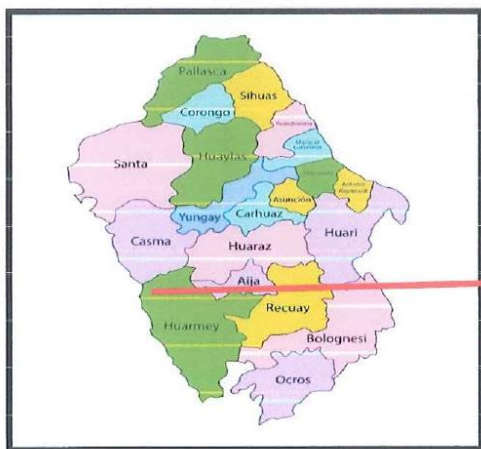 Pallasca
Sihuas
Corongo
Huaylas
Santa
Asunción
Yungay
Carhuaz
Huari
Casma
Huaraz
Aija
Recuay
Huarmey
Bolognesi
Ocros